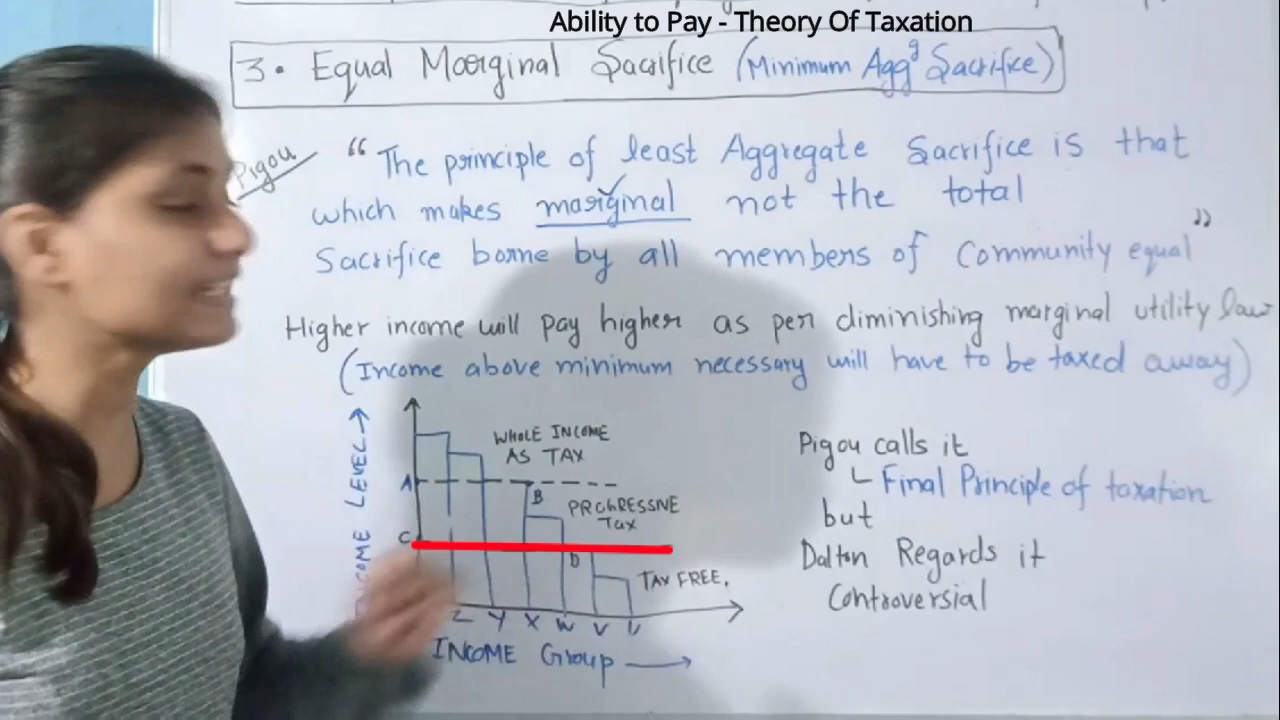 Ability to Pay - Theory Of Taxation
3. Equal Marginal Sacrifice (Minimum Aggᵍ Sacrifice)
Pigou
"The principle of least Aggregate Sacrifice is that
which makes marginal not the total
Sacrifice borne by all members of Community equal"
Higher income will pay higher as per diminishing marginal utility law
(Income above minimum necessary will have to be taxed away)
INCOME LEVEL →
WHOLE INCOME
AS TAX
A
B
PROGRESSIVE
Tax
C
D
TAX FREE.
Z Y X W V U
INCOME Group →
Pigou calls it
Final Principle of taxation
but
Dalton Regards it
Controversial